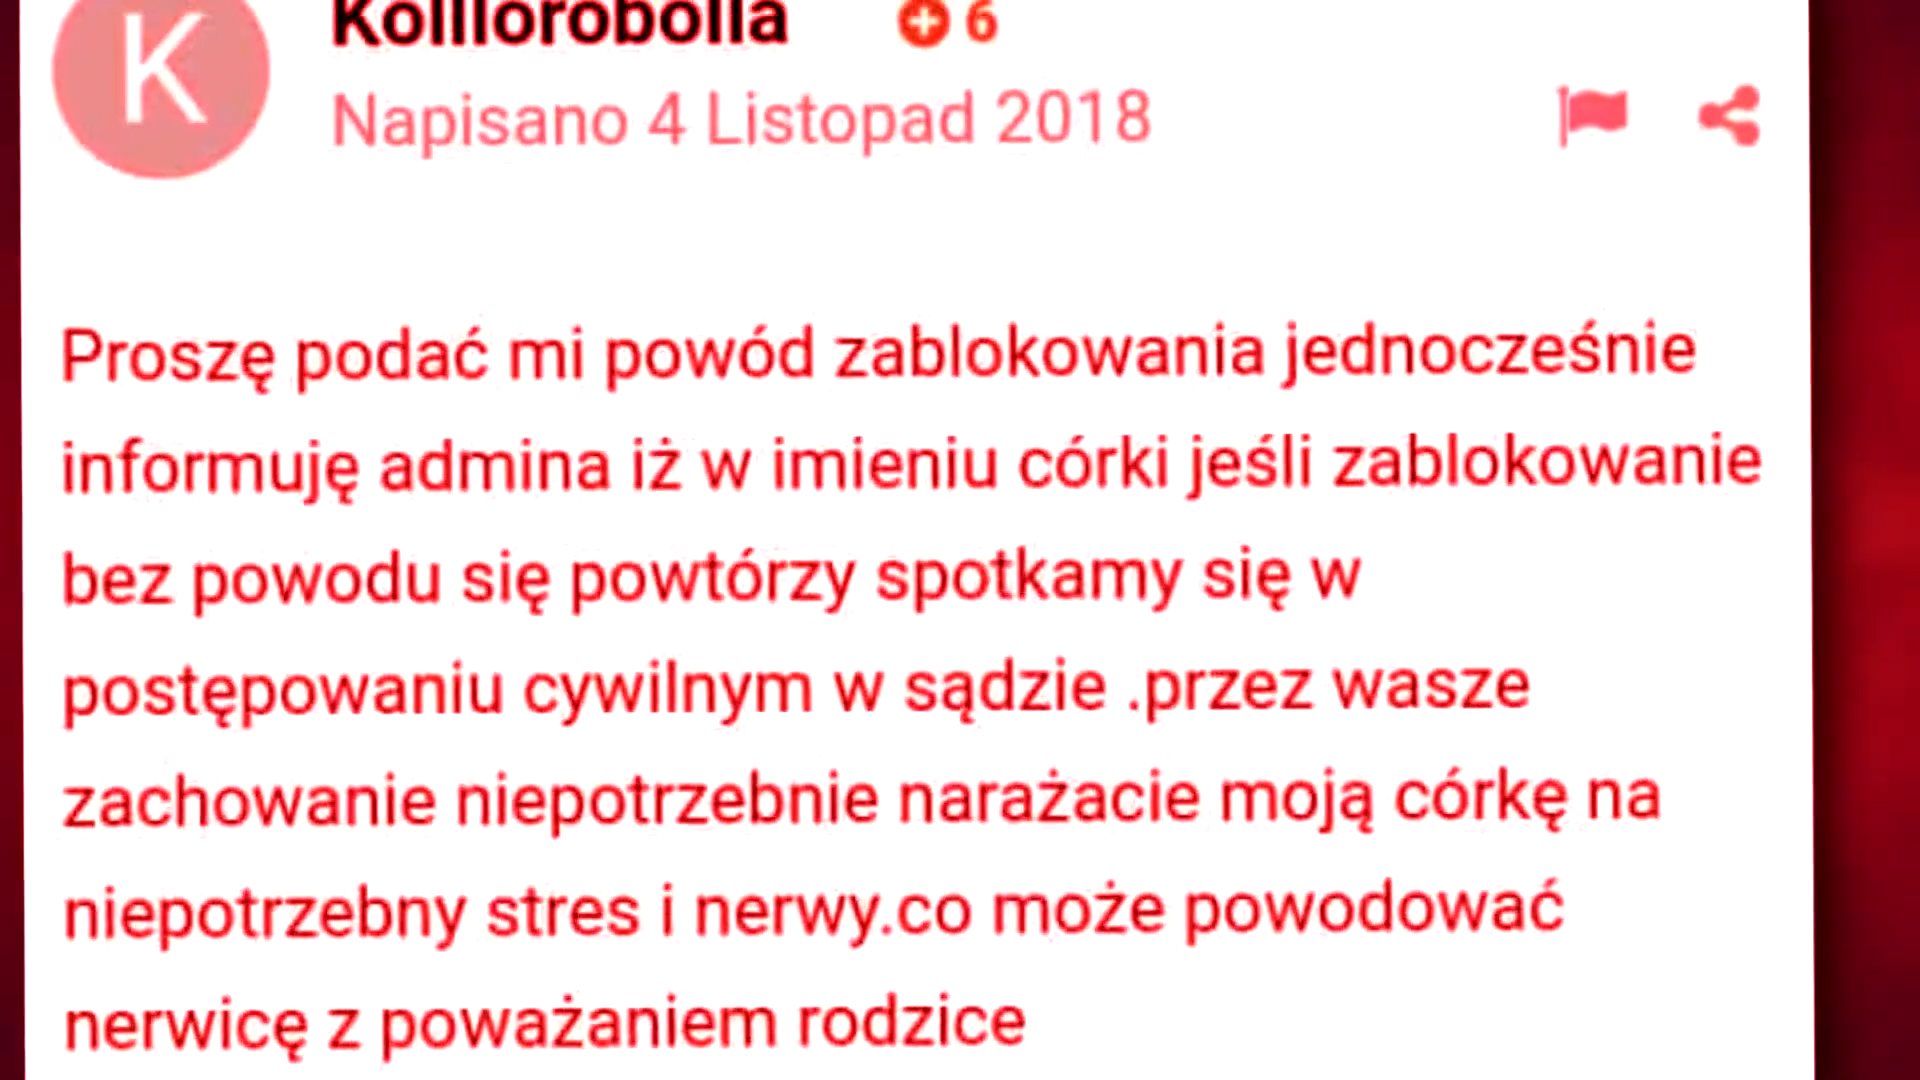 K
6
Napisano 4 Listopad 2018
Proszę podać mi powód zablokowania jednocześnie
informuję admina iż w imieniu córki jeśli zablokowanie
bez powodu się powtórzy spotkamy się w
postępowaniu cywilnym w sądzie .przez wasze
zachowanie niepotrzebnie narażacie moją córkę na
niepotrzebny stres i nerwy.co może powodować
nerwicę z poważaniem rodzice